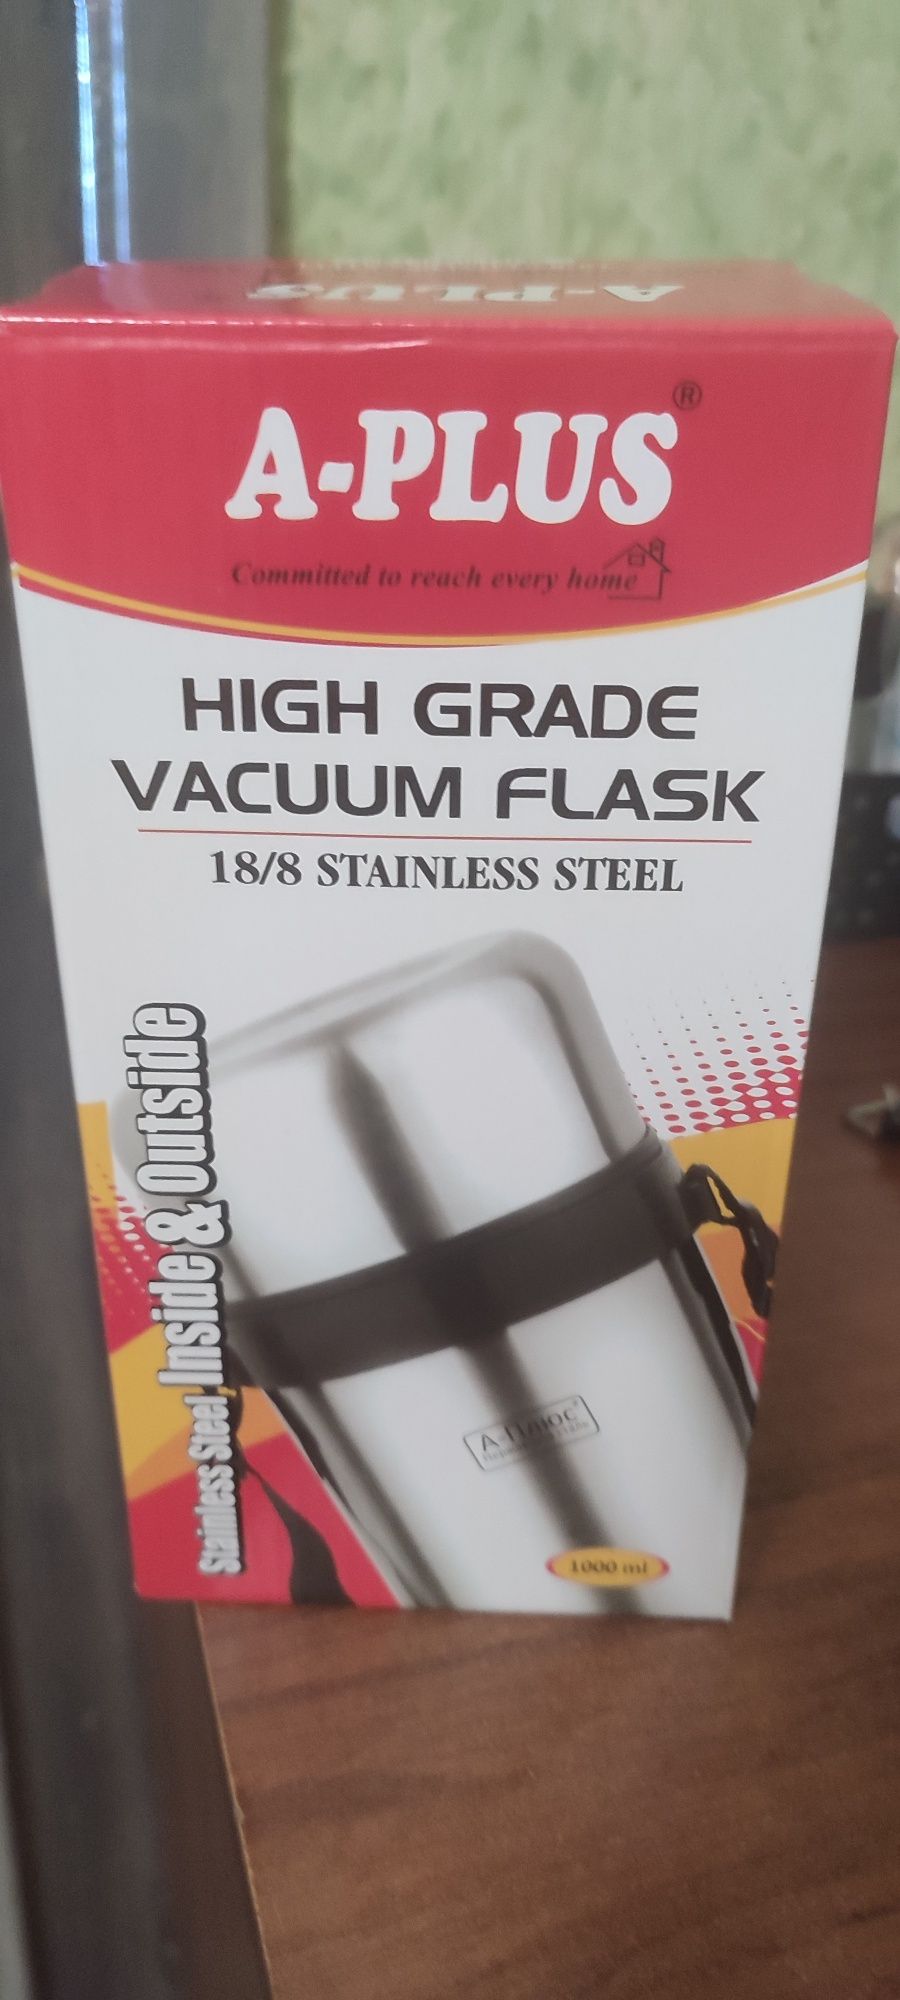 A-PLUS
A-PLUS®
Committed to reach every home
HIGH GRADE
VACUUM FLASK
18/8 STAINLESS STEEL
Stainless Steel Inside & Outside
А-Плюс
1000 ml